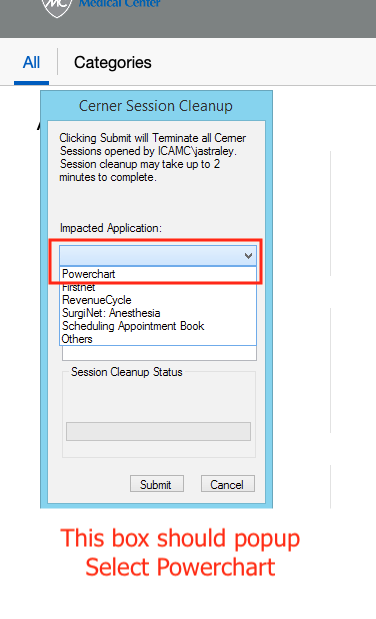 MC Medical Center
All Categories
Cerner Session Cleanup
Clicking Submit will Terminate all Cerner
Sessions opened by ICAMC\jastraley.
Session cleanup may take up to 2
minutes to complete.
Impacted Application:
Powerchart
Firstnet
RevenueCycle
SurgiNet: Anesthesia
Scheduling Appointment Book
Others
Session Cleanup Status
Submit Cancel
This box should popup
Select Powerchart